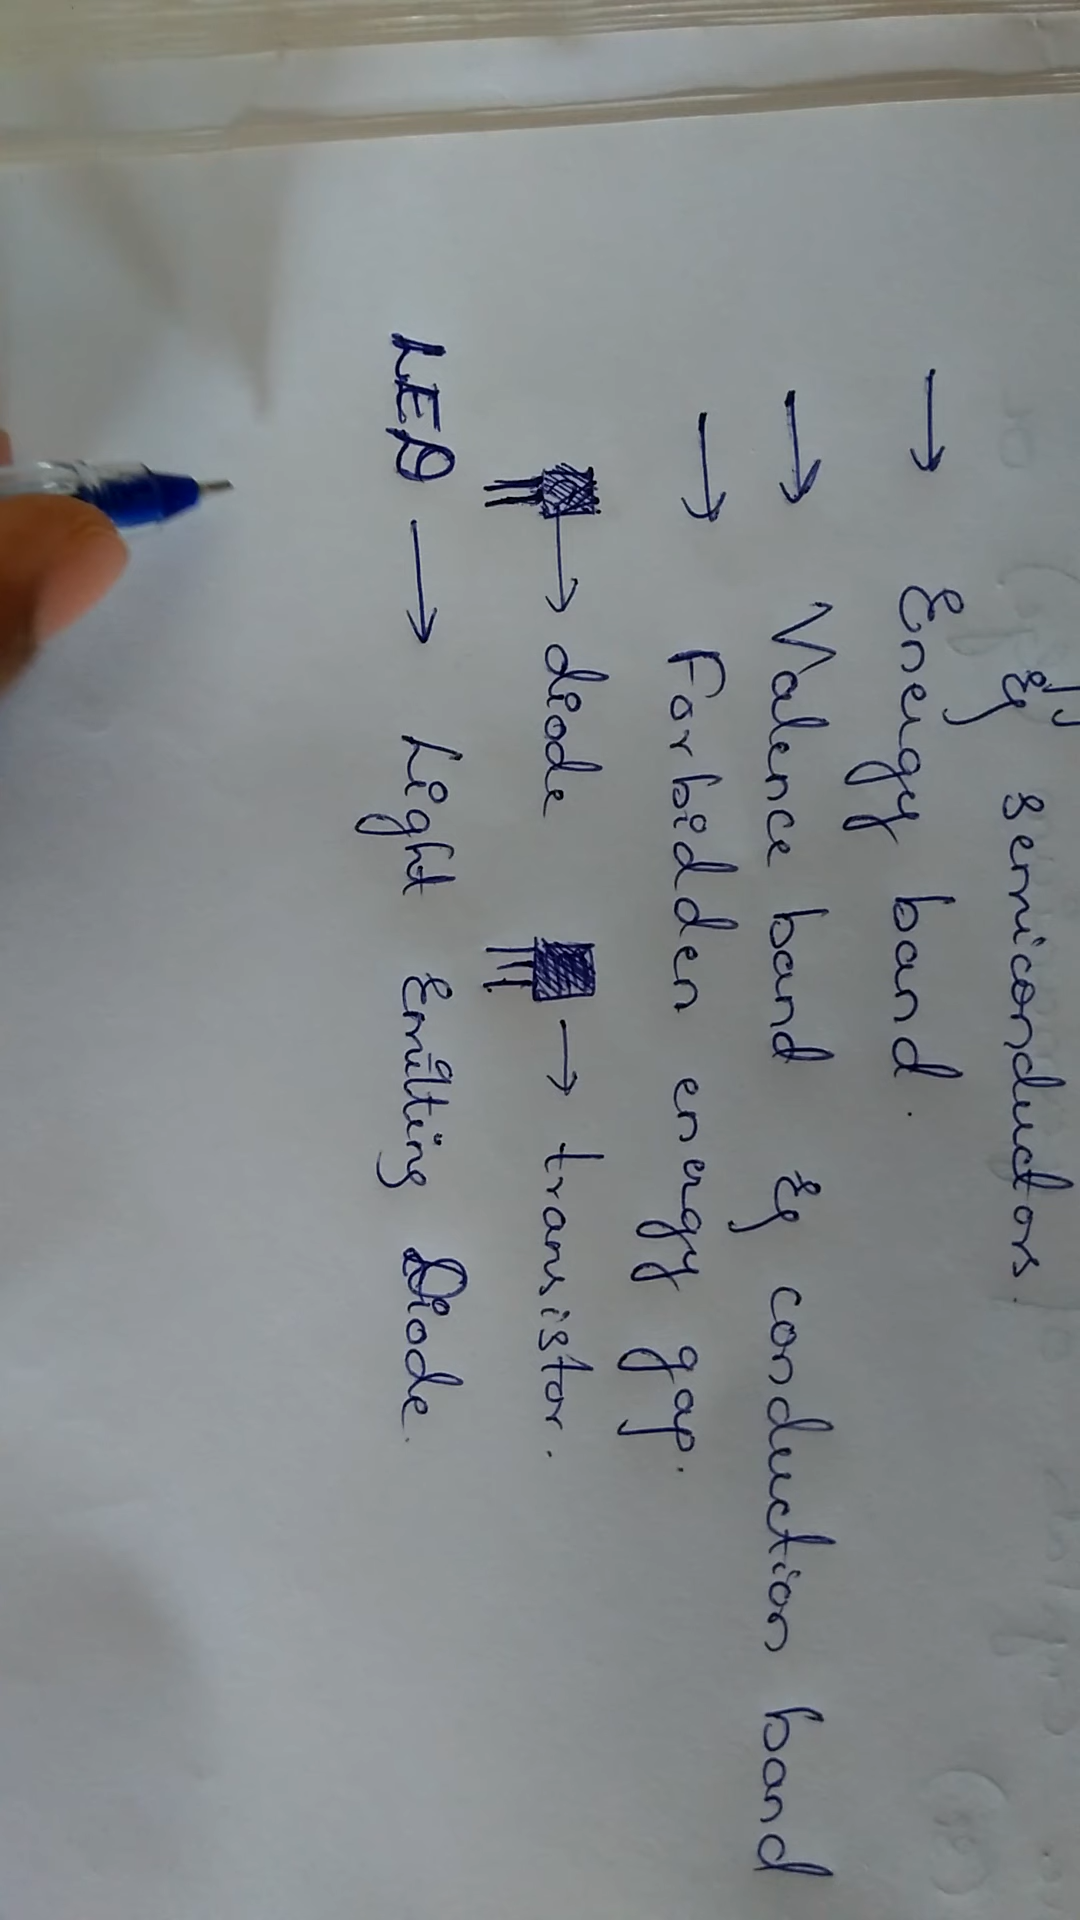 & semiconductors.
→ Energy band.
→ Valence band & conduction band
→ Forbidden energy gap.
→ diode → transistor.
LED → Light Emitting Diode.